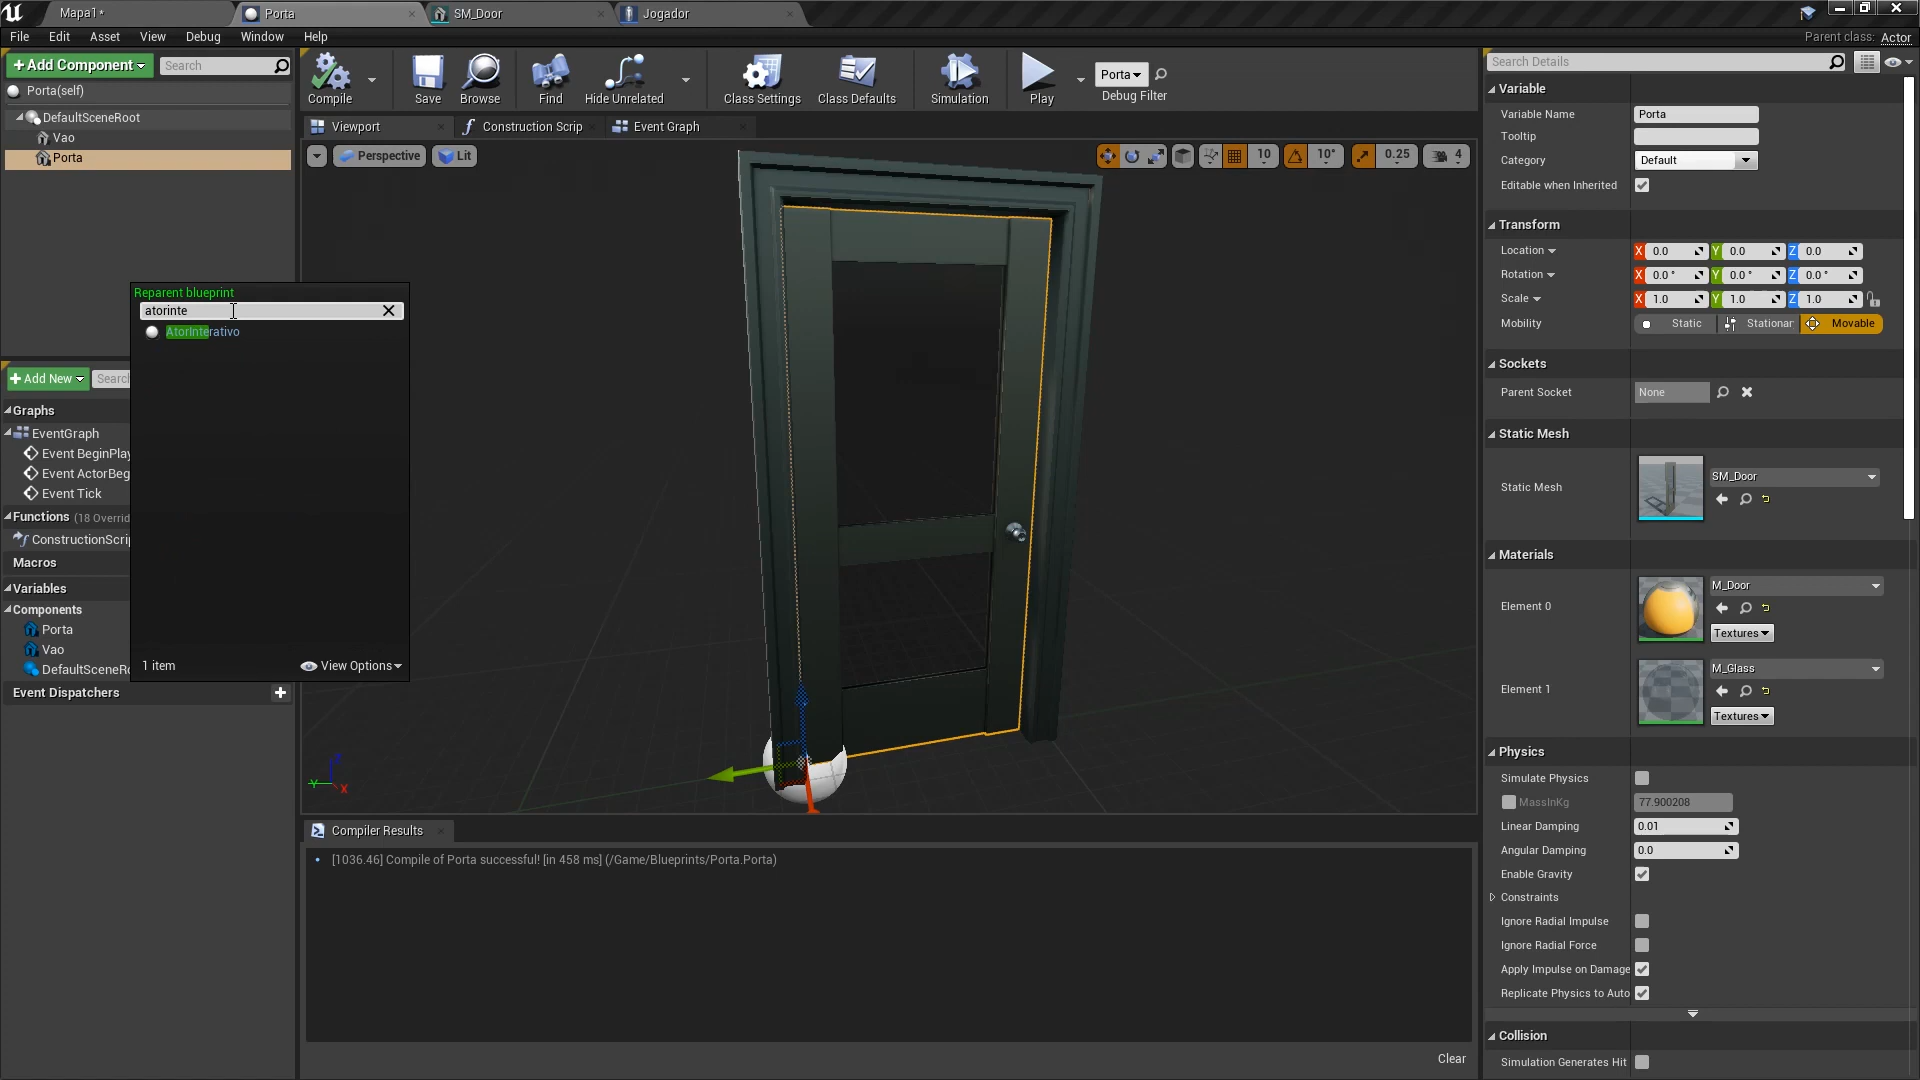 Mapa1*
Porta
SM_Door
Jogador
File Edit Asset View Debug Window Help
Parent class: Actor
+ Add Component
Search
Porta(self)
DefaultSceneRoot
Vao
Porta
Compile
Save
Browse
Find
Hide Unrelated
Class Settings
Class Defaults
Simulation
Play
Porta
Debug Filter
Viewport
Construction Scrip
Event Graph
Perspective
Lit
10
10°
0.25
4
Reparent blueprint
atorinte
AtorInterativo
1 item
View Options
+ Add New
Search
Graphs
EventGraph
Event BeginPlay
Event ActorBeg
Event Tick
Functions (18 Overrid
ConstructionScrip
Macros
Variables
Components
Porta
Vao
DefaultSceneRo
Event Dispatchers
Compiler Results
[1036.46] Compile of Porta successful! [in 458 ms] (/Game/Blueprints/Porta.Porta)
Clear
Search Details
Variable
Variable Name Porta
Tooltip
Category Default
Editable when Inherited
Transform
Location X 0.0 Y 0.0 Z 0.0
Rotation X 0.0 ° Y 0.0 ° Z 0.0 °
Scale X 1.0 Y 1.0 Z 1.0
Mobility Static Stationar Movable
Sockets
Parent Socket None
Static Mesh
Static Mesh SM_Door
Materials
Element 0 M_Door
Textures
Element 1 M_Glass
Textures
Physics
Simulate Physics
MassInKg 77.900208
Linear Damping 0.01
Angular Damping 0.0
Enable Gravity
Constraints
Ignore Radial Impulse
Ignore Radial Force
Apply Impulse on Damage
Replicate Physics to Auto
Collision
Simulation Generates Hit